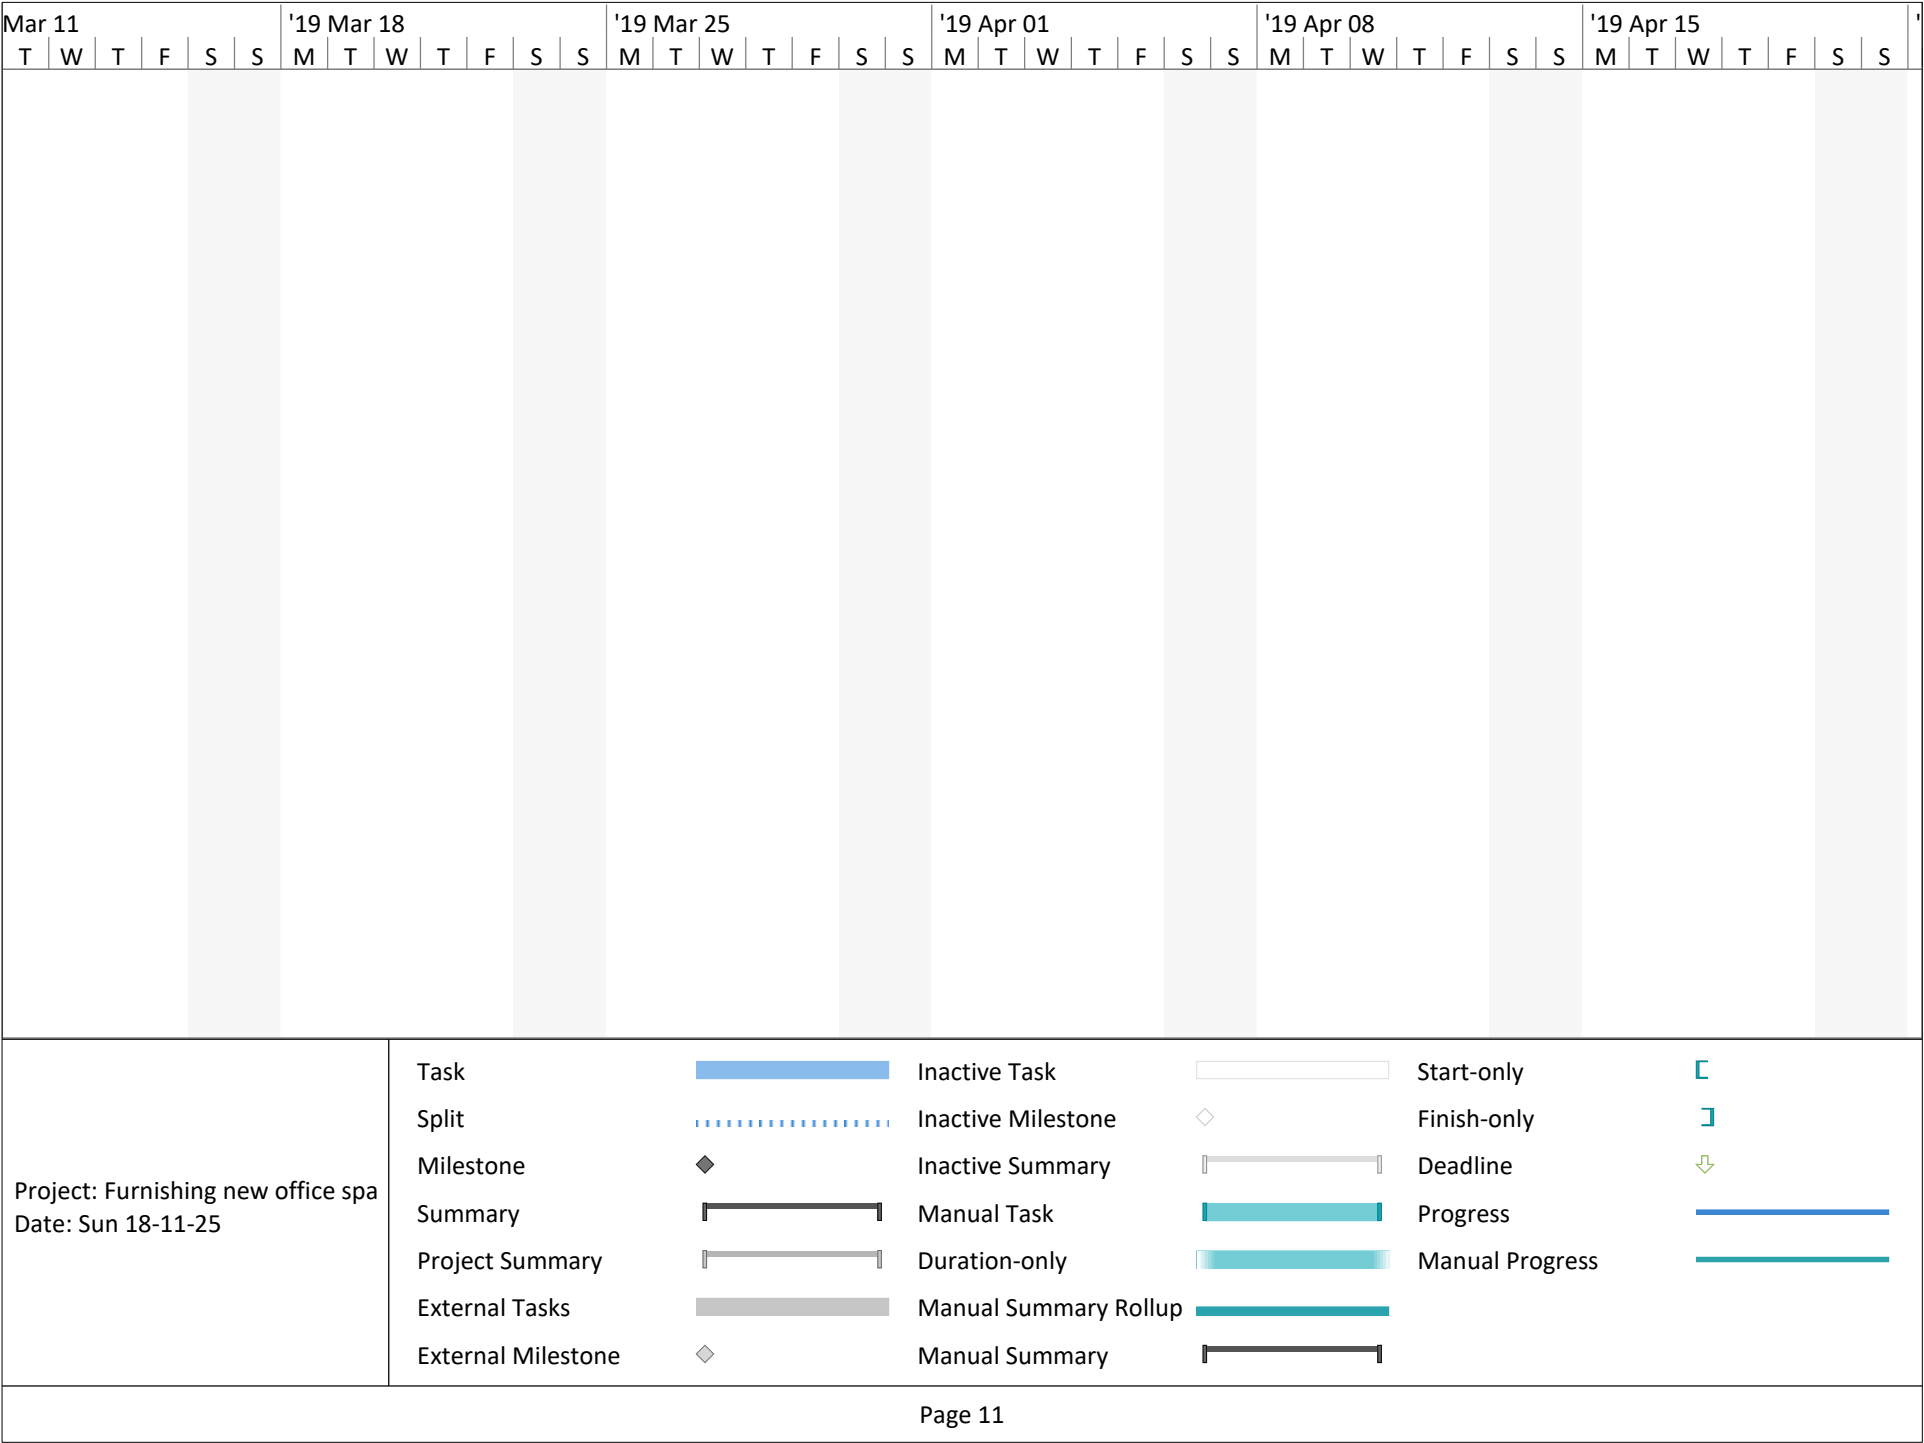 Mar 11 '19 Mar 18 '19 Mar 25 '19 Apr 01 '19 Apr 08 '19 Apr 15 '
T W T F S S M T W T F S S M T W T F S S M T W T F S S M T W T F S S M T W T F S S
Task Inactive Task Start-only
Split Inactive Milestone Finish-only
Milestone Inactive Summary Deadline
Project: Furnishing new office spa
Date: Sun 18-11-25
Summary Manual Task Progress
Project Summary Duration-only Manual Progress
External Tasks Manual Summary Rollup
External Milestone Manual Summary
Page 11